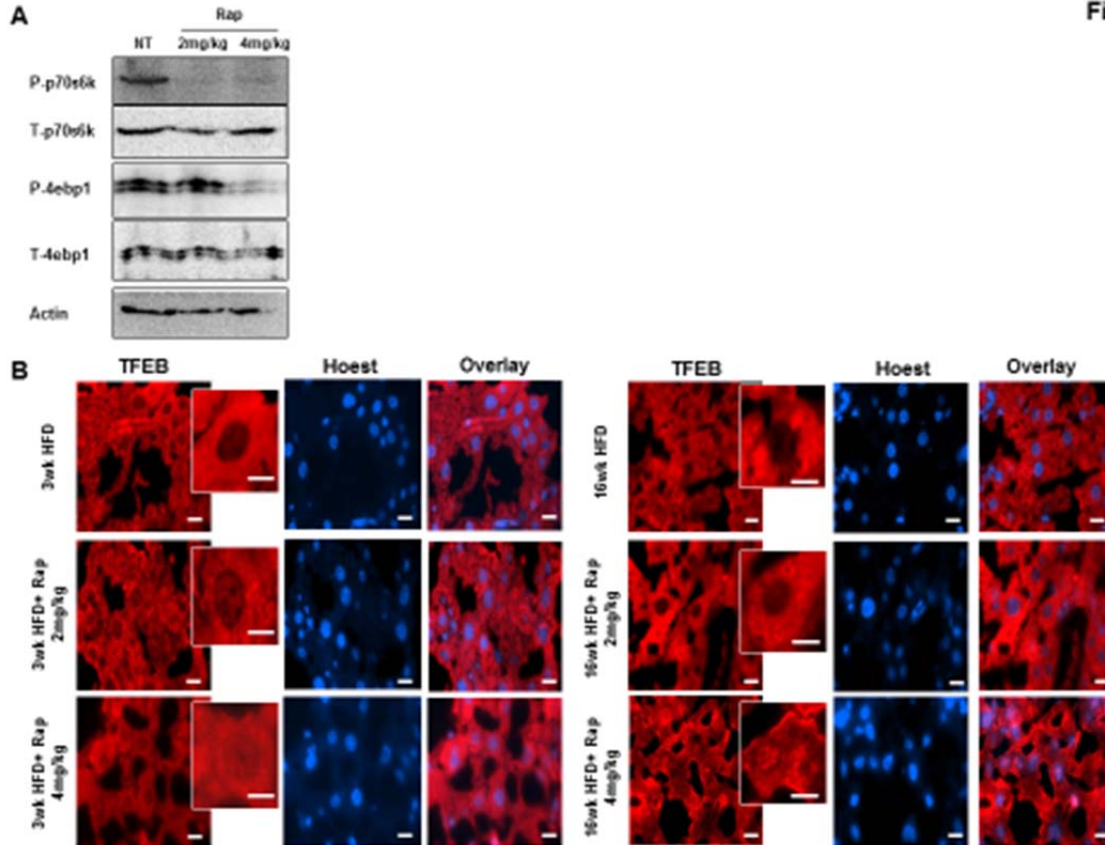 A
Fi
Rap
NT 2mg/kg 4mg/kg
P-p70s6k
T-p70s6k
P-4ebp1
T-4ebp1
Actin
B
TFEB Hoest Overlay
3wk HFD
3wk HFD+ Rap
2mg/kg
3wk HFD+ Rap
4mg/kg
TFEB Hoest Overlay
16wk HFD
16wk HFD+ Rap
2mg/kg
16wk HFD+ Rap
4mg/kg